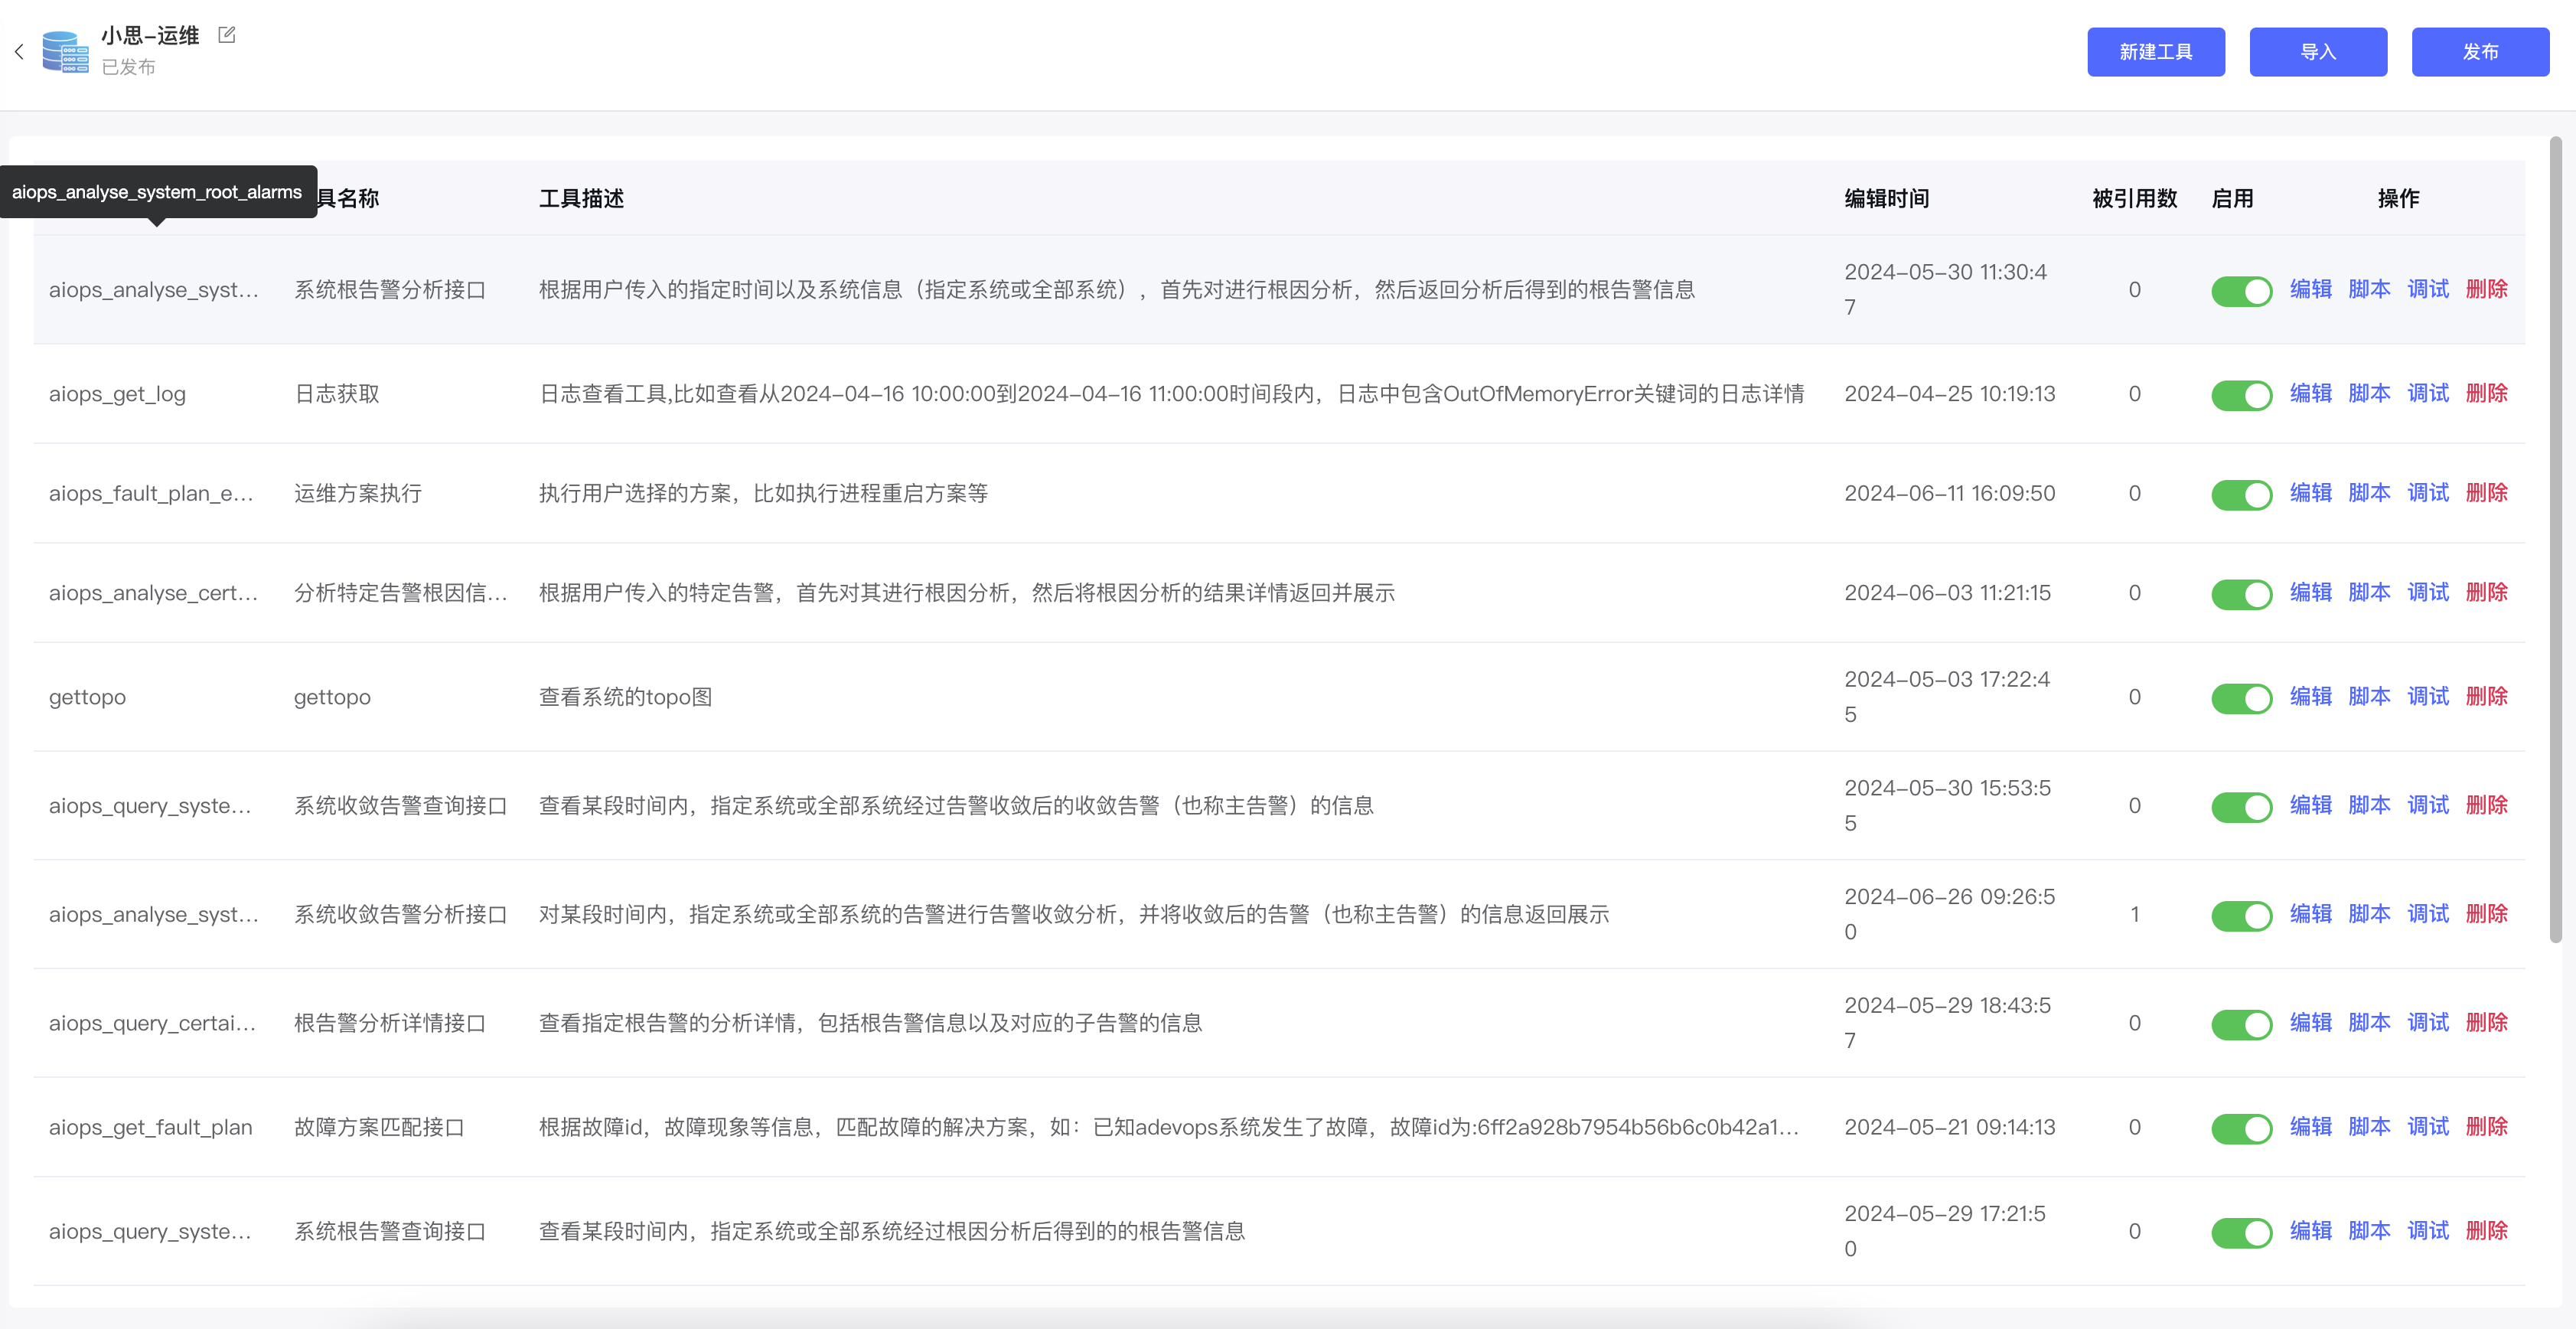 小思-运维
已发布
新建工具 导入 发布
aiops_analyse_system_root_alarms
具名称 工具描述 编辑时间 被引用数 启用 操作
aiops_analyse_syst... 系统根告警分析接口 根据用户传入的指定时间以及系统信息（指定系统或全部系统），首先对进行根因分析，然后返回分析后得到的根告警信息 2024-05-30 11:30:4 0 编辑 脚本 调试 删除
7
aiops_get_log 日志获取 日志查看工具,比如查看从2024-04-16 10:00:00到2024-04-16 11:00:00时间段内，日志中包含OutOfMemoryError关键词的日志详情 2024-04-25 10:19:13 0 编辑 脚本 调试 删除
aiops_fault_plan_e... 运维方案执行 执行用户选择的方案，比如执行进程重启方案等 2024-06-11 16:09:50 0 编辑 脚本 调试 删除
aiops_analyse_cert... 分析特定告警根因信... 根据用户传入的特定告警，首先对其进行根因分析，然后将根因分析的结果详情返回并展示 2024-06-03 11:21:15 0 编辑 脚本 调试 删除
gettopo gettopo 查看系统的topo图 2024-05-03 17:22:4 0 编辑 脚本 调试 删除
5
aiops_query_syste... 系统收敛告警查询接口 查看某段时间内，指定系统或全部系统经过告警收敛后的收敛告警（也称主告警）的信息 2024-05-30 15:53:5 0 编辑 脚本 调试 删除
5
aiops_analyse_syst... 系统收敛告警分析接口 对某段时间内，指定系统或全部系统的告警进行告警收敛分析，并将收敛后的告警（也称主告警）的信息返回展示 2024-06-26 09:26:5 1 编辑 脚本 调试 删除
0
aiops_query_certai... 根告警分析详情接口 查看指定根告警的分析详情，包括根告警信息以及对应的子告警的信息 2024-05-29 18:43:5 0 编辑 脚本 调试 删除
7
aiops_get_fault_plan 故障方案匹配接口 根据故障id，故障现象等信息，匹配故障的解决方案，如：已知adevops系统发生了故障，故障id为:6ff2a928b7954b56b6c0b42a1... 2024-05-21 09:14:13 0 编辑 脚本 调试 删除
aiops_query_syste... 系统根告警查询接口 查看某段时间内，指定系统或全部系统经过根因分析后得到的的根告警信息 2024-05-29 17:21:5 0 编辑 脚本 调试 删除
0